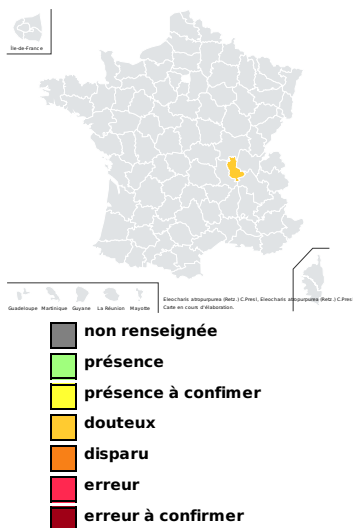 Île-de-France
Guadeloupe Martinique Guyane La Réunion Mayotte
Eleocharis atropurpurea (Retz.) C.Presl, Eleocharis atropurpurea (Retz.) C.Presl
Carte en cours d'élaboration.
non renseignée
présence
présence à confimer
douteux
disparu
erreur
erreur à confirmer